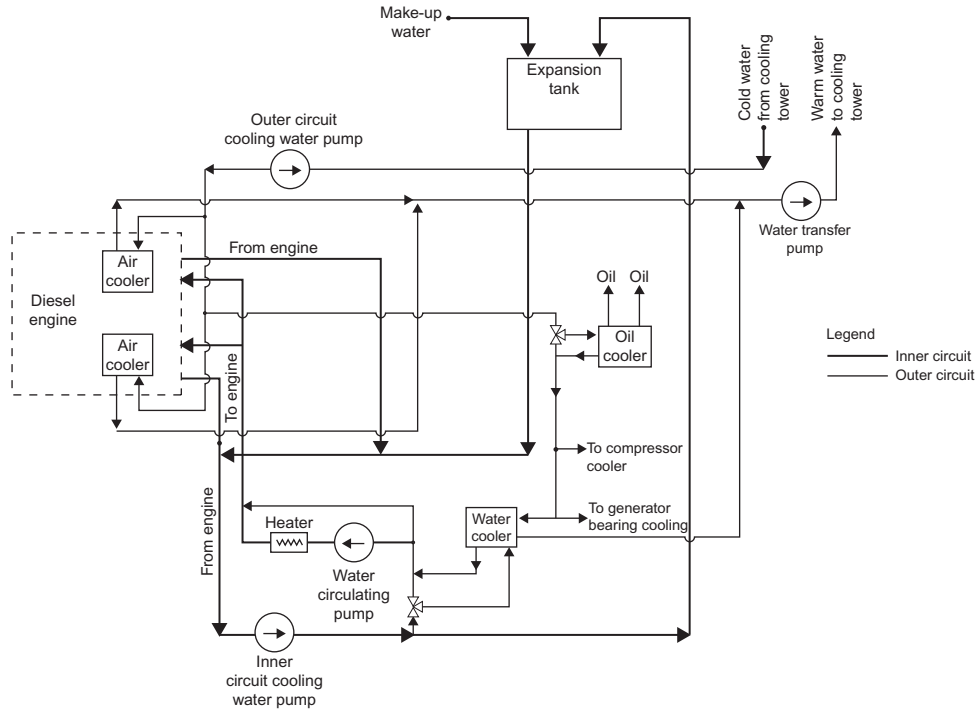 Make-up
water
Expansion
tank
Cold water
from cooling
tower
Warm water
to cooling
tower
Outer circuit
cooling water pump
Water transfer
pump
From engine
Air
cooler
Diesel
engine
Air
cooler
To engine
Oil
Oil
Oil
cooler
Legend
Inner circuit
Outer circuit
To compressor
cooler
To generator
bearing cooling
Water
cooler
Heater
Water
circulating
pump
From engine
Inner
circuit cooling
water pump